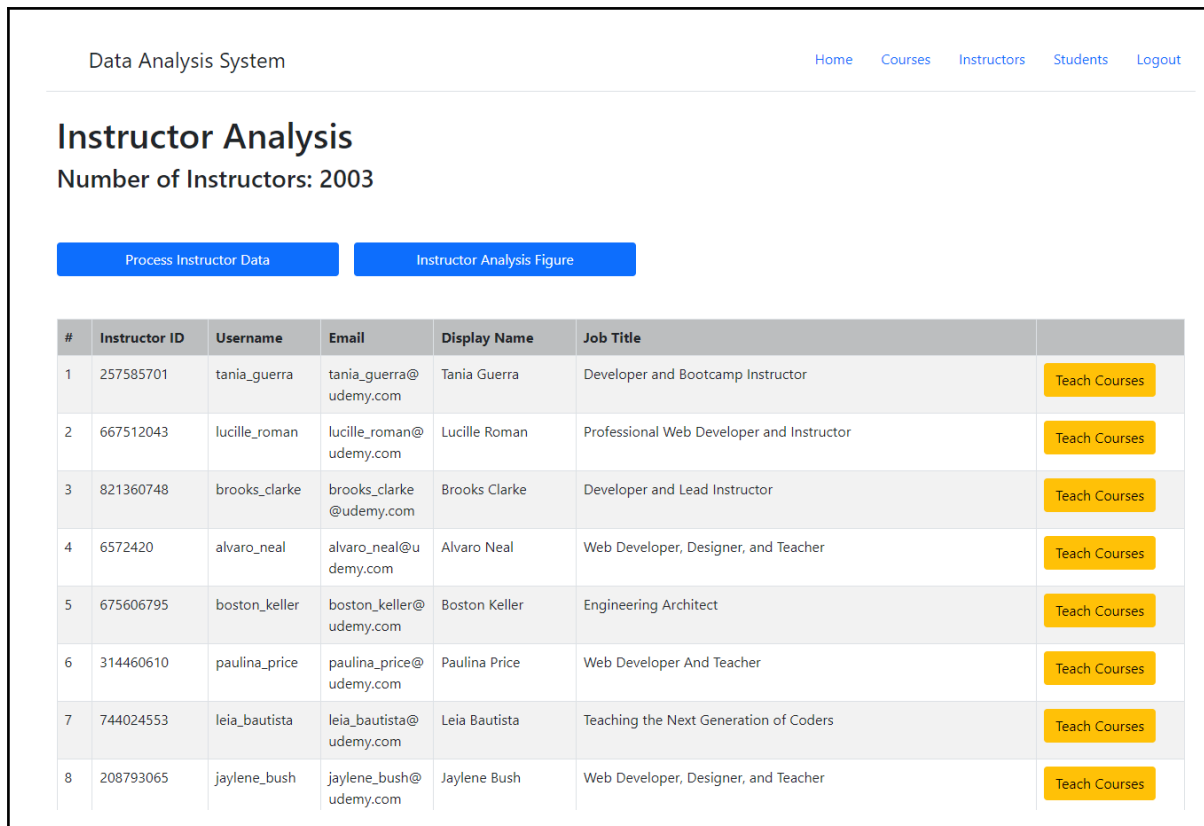 Data Analysis System Home Courses Instructors Students Logout
Instructor Analysis
Number of Instructors: 2003
Process Instructor Data Instructor Analysis Figure
# Instructor ID Username Email Display Name Job Title
1 257585701 tania_guerra tania_guerra@ Tania Guerra Developer and Bootcamp Instructor Teach Courses
udemy.com
2 667512043 lucille_roman lucille_roman@ Lucille Roman Professional Web Developer and Instructor Teach Courses
udemy.com
3 821360748 brooks_clarke brooks_clarke Brooks Clarke Developer and Lead Instructor Teach Courses
@udemy.com
4 6572420 alvaro_neal alvaro_neal@u Alvaro Neal Web Developer, Designer, and Teacher Teach Courses
demy.com
5 675606795 boston_keller boston_keller@ Boston Keller Engineering Architect Teach Courses
udemy.com
6 314460610 paulina_price paulina_price@ Paulina Price Web Developer And Teacher Teach Courses
udemy.com
7 744024553 leia_bautista leia_bautista@ Leia Bautista Teaching the Next Generation of Coders Teach Courses
udemy.com
8 208793065 jaylene_bush jaylene_bush@ Jaylene Bush Web Developer, Designer, and Teacher Teach Courses
udemy.com